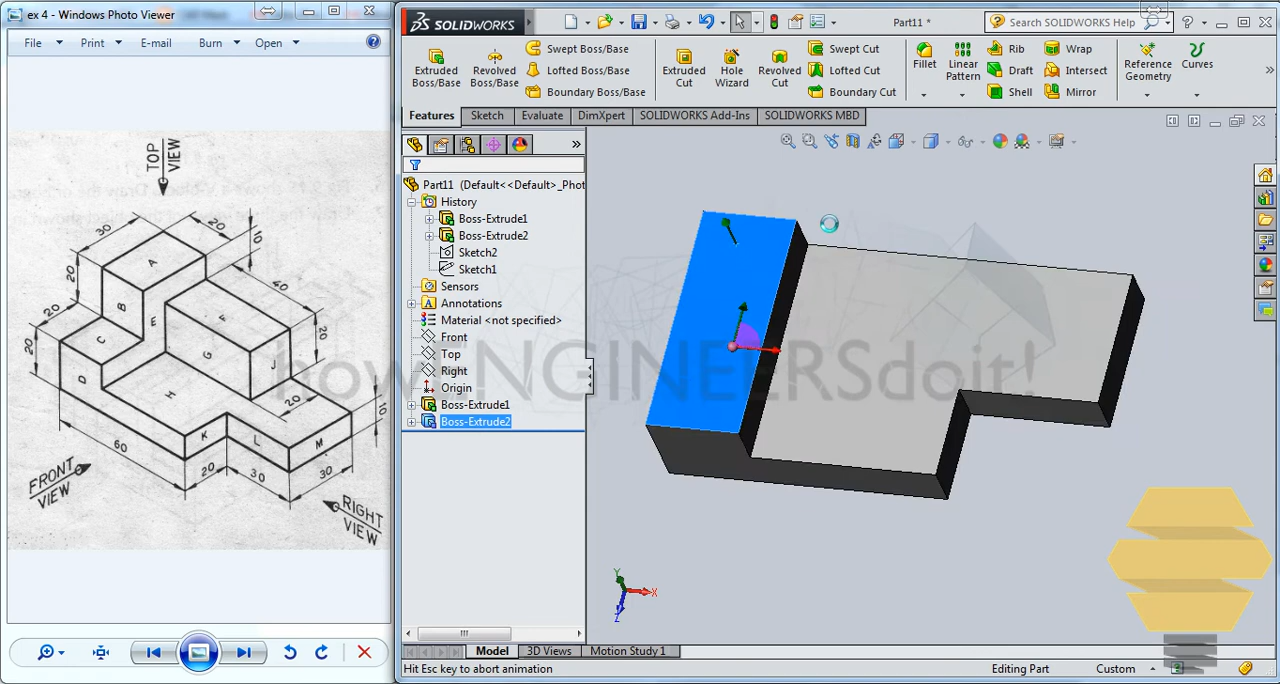 ex 4 - Windows Photo Viewer
File Print E-mail Burn Open
TOP VIEW
30
20
10
20
A
40
20
B
E
F
20
20
C
G
J
D
H
20
10
K
L
M
60
20
30
30
FRONT VIEW
RIGHT VIEW
SOLIDWORKS
Part11 *
Search SOLIDWORKS Help
Extruded Boss/Base
Revolved Boss/Base
Swept Boss/Base
Lofted Boss/Base
Boundary Boss/Base
Extruded Cut
Hole Wizard
Revolved Cut
Swept Cut
Lofted Cut
Boundary Cut
Fillet
Linear Pattern
Rib
Draft
Shell
Wrap
Intersect
Mirror
Reference Geometry
Curves
Features Sketch Evaluate DimXpert SOLIDWORKS Add-Ins SOLIDWORKS MBD
Part11 (Default<<Default>_Phot
History
Boss-Extrude1
Boss-Extrude2
Sketch2
Sketch1
Sensors
Annotations
Material <not specified>
Front
Top
Right
Origin
Boss-Extrude1
Boss-Extrude2
howENGINEERSdoit!
Y
X
Z
Model 3D Views Motion Study 1
Hit Esc key to abort animation
Editing Part
Custom